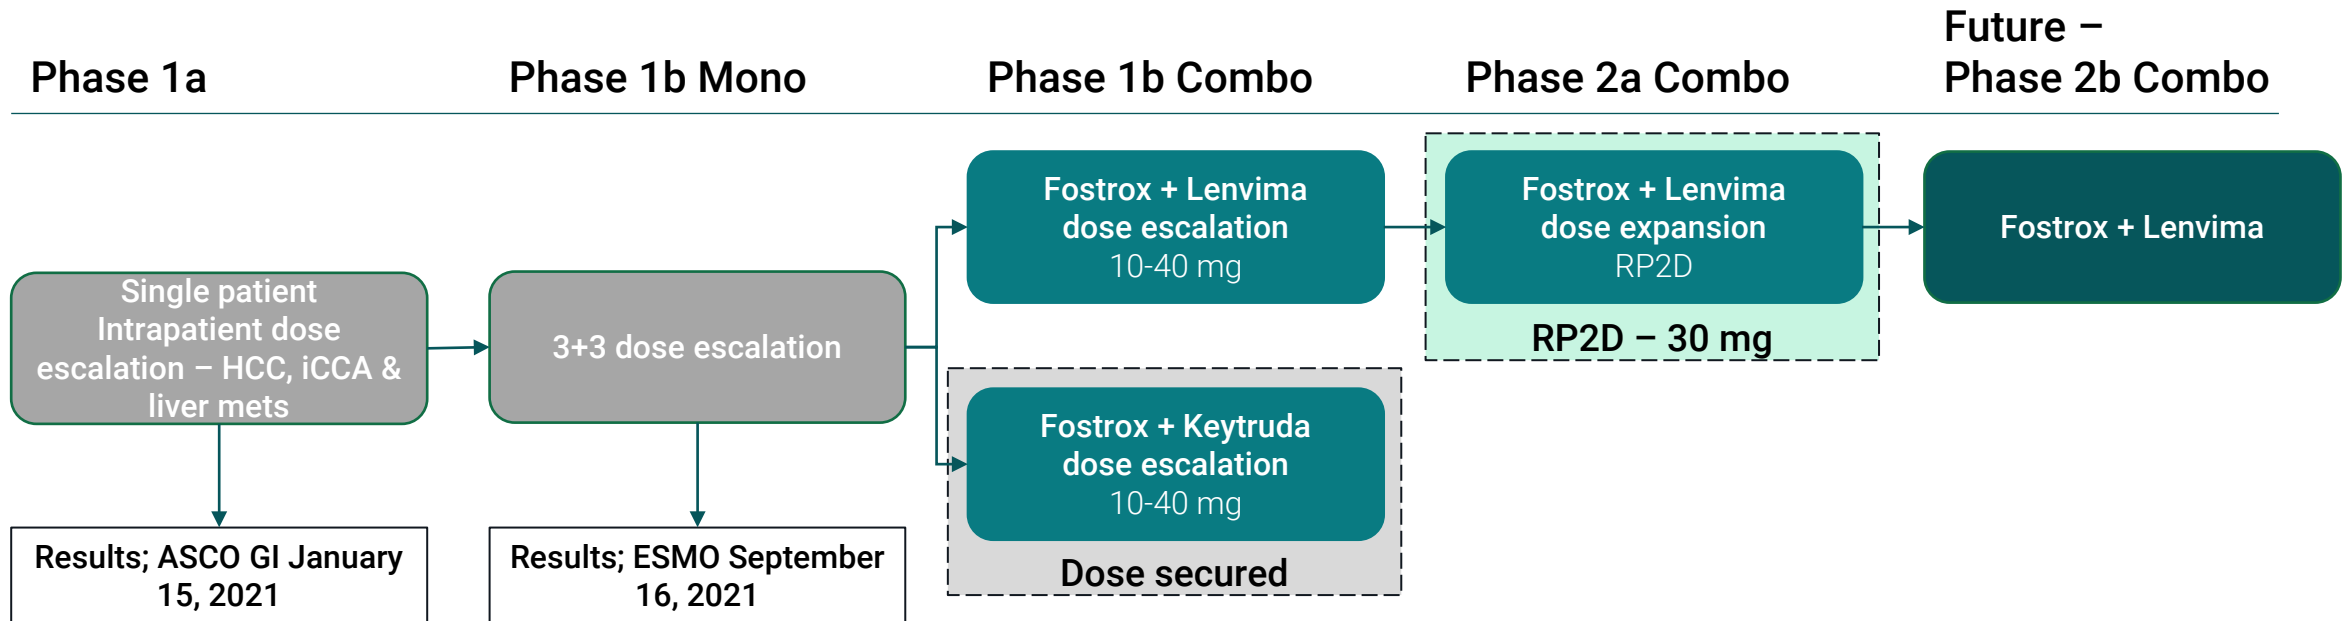 Phase 1a
Phase 1b Mono
Phase 1b Combo
Phase 2a Combo
Future –
Phase 2b Combo
Single patient
Intrapatient dose
escalation – HCC, iCCA &
liver mets
3+3 dose escalation
Fostrox + Lenvima
dose escalation
10-40 mg
Fostrox + Lenvima
dose expansion
RP2D
RP2D – 30 mg
Fostrox + Lenvima
Fostrox + Keytruda
dose escalation
10-40 mg
Dose secured
Results; ASCO GI January
15, 2021
Results; ESMO September
16, 2021